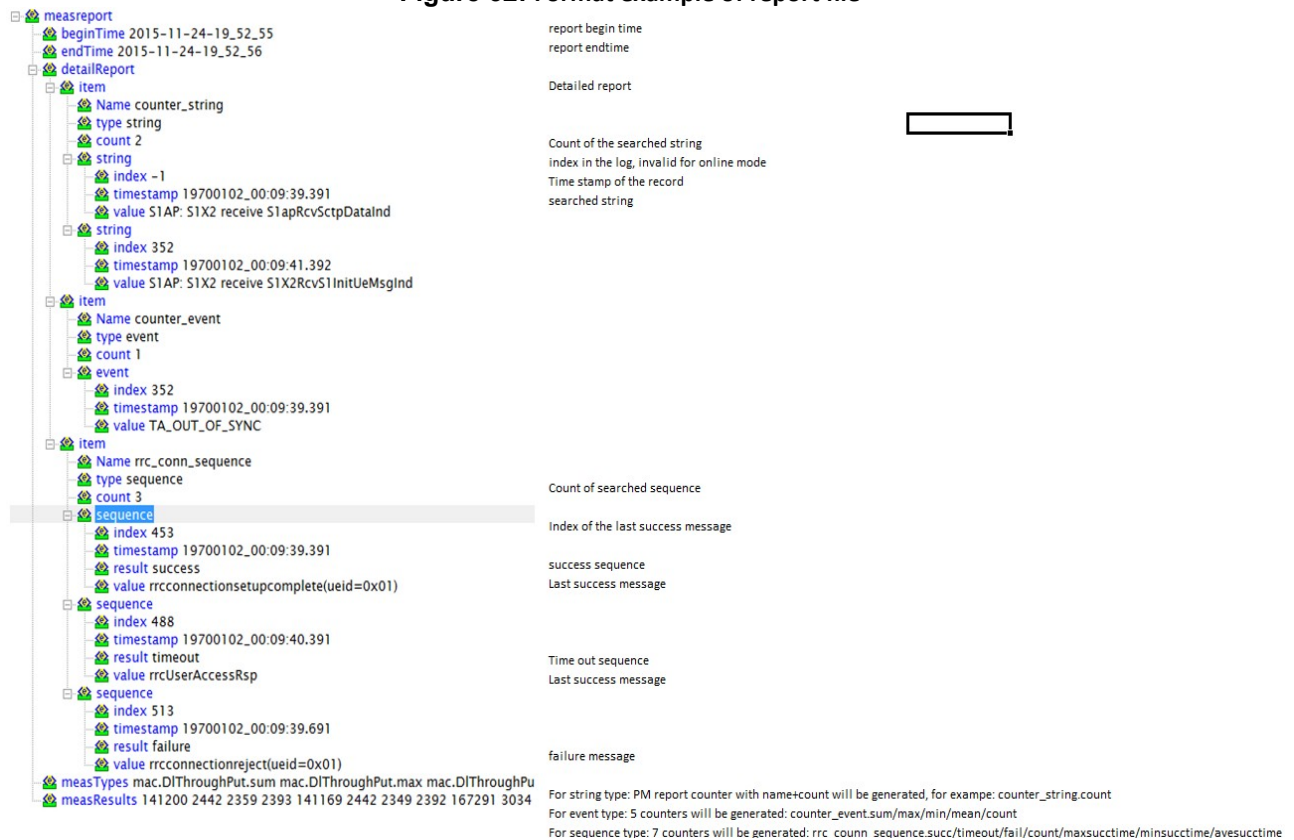 Figure 62: Format example of report file
measreport
beginTime 2015-11-24-19_52_55 report begin time
endTime 2015-11-24-19_52_56 report endtime
detailReport
item Detailed report
Name counter_string
type string
count 2 Count of the searched string
string index in the log, invalid for online mode
index -1 Time stamp of the record
timestamp 19700102_00:09:39.391 searched string
value S1AP: S1X2 receive S1apRcvSctpDataInd
string
index 352
timestamp 19700102_00:09:41.392
value S1AP: S1X2 receive S1X2RcvS1InitUeMsgInd
item
Name counter_event
type event
count 1
event
index 352
timestamp 19700102_00:09:39.391
value TA_OUT_OF_SYNC
item
Name rrc_conn_sequence
type sequence Count of searched sequence
count 3
sequence Index of the last success message
index 453
timestamp 19700102_00:09:39.391
result success success sequence
value rrcconnectionsetupcomplete(ueid=0x01) Last success message
sequence
index 488
timestamp 19700102_00:09:40.391
result timeout Time out sequence
value rrcUserAccessRsp Last success message
sequence
index 513
timestamp 19700102_00:09:39.691
result failure failure message
value rrcconnectionreject(ueid=0x01)
measTypes mac.DlThroughPut.sum mac.DlThroughPut.max mac.DlThroughPu
measResults 141200 2442 2359 2393 141169 2442 2349 2392 167291 3034
For string type: PM report counter with name+count will be generated, for exampe: counter_string.count
For event type: 5 counters will be generated: counter_event.sum/max/min/mean/count
For sequence type: 7 counters will be generated: rrc_counn_sequence.succ/timeout/fail/count/maxsucctime/minsucctime/avesucctime